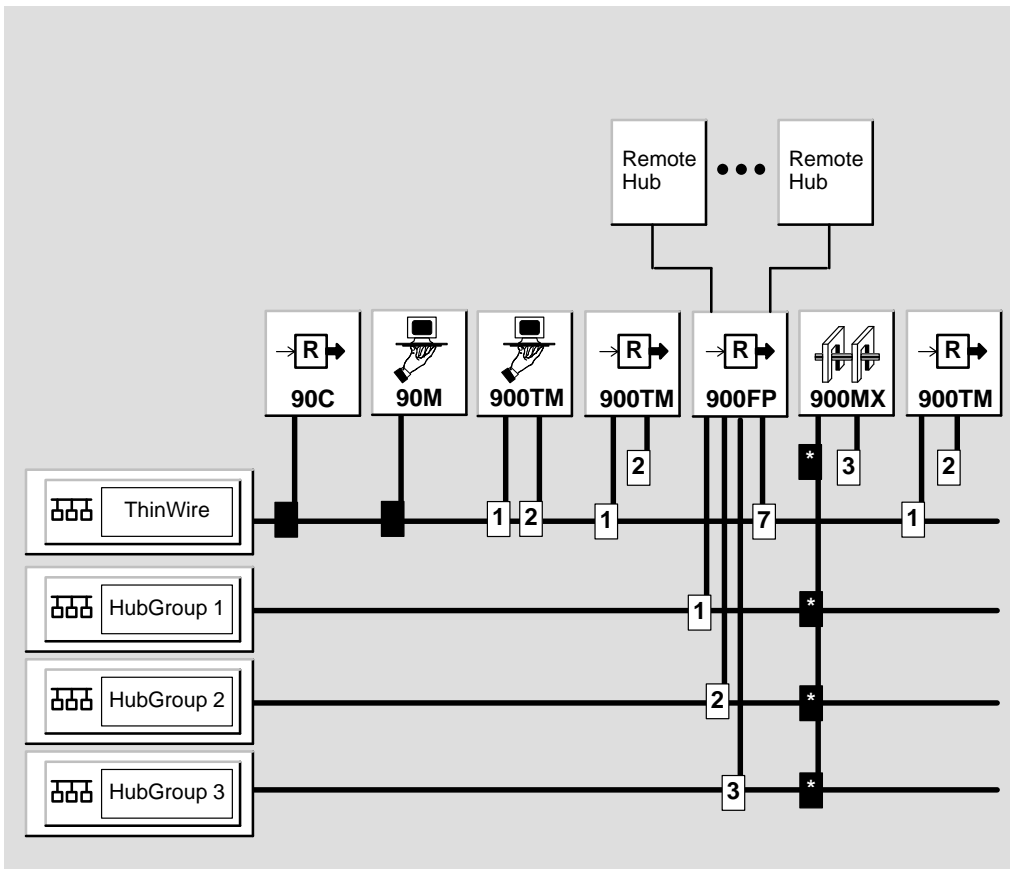 Remote
Hub
Remote
Hub
R
90C
90M
900TM
R
900TM
R
900FP
900MX
R
900TM
*
2
3
2
ThinWire
1
2
1
7
1
HubGroup 1
1
*
HubGroup 2
2
*
HubGroup 3
3
*